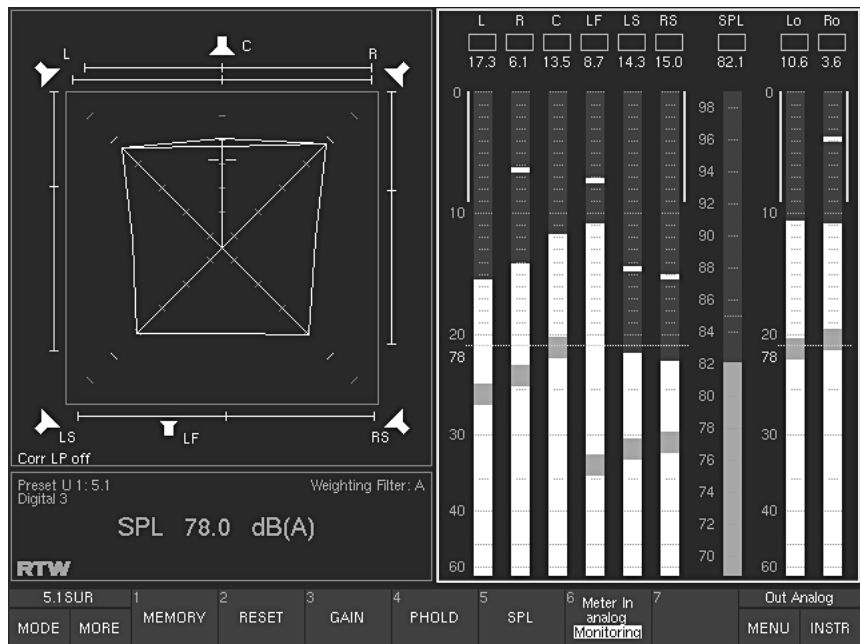 L R C LF LS RS SPL Lo Ro
17.3 6.1 13.5 8.7 14.3 15.0 82.1 10.6 3.6
C
L R
0 98 0
96
94
92
10 90 10
88
86
20 84 20
78 82 78
80
30 78 30
76
74
40 72 40
70
60 60
LS LF RS
Corr LP off
Preset U 1: 5.1 Weighting Filter: A
Digital 3
SPL 78.0 dB(A)
RTW
5.1SUR 1 2 3 4 5 6 7 Out Analog
MODE MORE MEMORY RESET GAIN PHOLD SPL Meter In MENU INSTR
analog
Monitoring